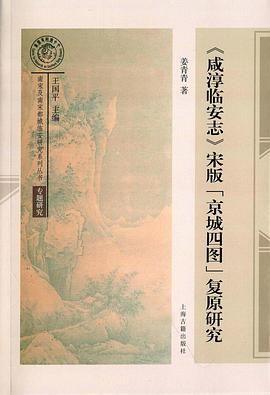 《咸淳临安志》宋版「京城四图」复原研究
姜青青 著
上海古籍出版社
王国平 主编
南宋及南宋都城临安研究系列丛书
专题研究